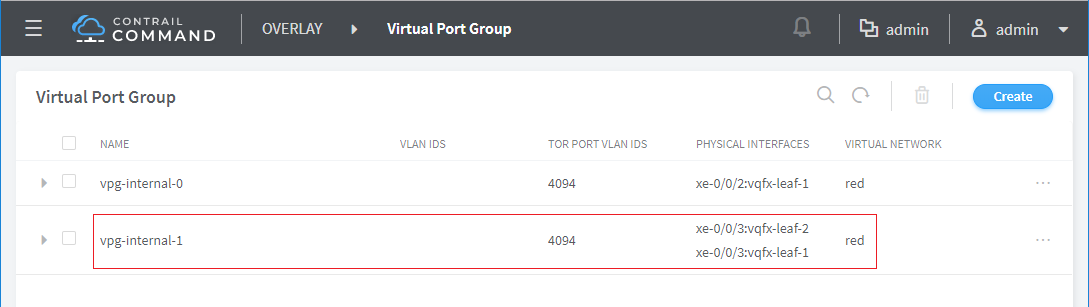 CONTRAIL
COMMAND
OVERLAY
Virtual Port Group
admin
admin
Virtual Port Group
Create
NAME VLAN IDS TOR PORT VLAN IDS PHYSICAL INTERFACES VIRTUAL NETWORK
vpg-internal-0 4094 xe-0/0/2:vqfx-leaf-1 red
vpg-internal-1 4094 xe-0/0/3:vqfx-leaf-2 red
xe-0/0/3:vqfx-leaf-1